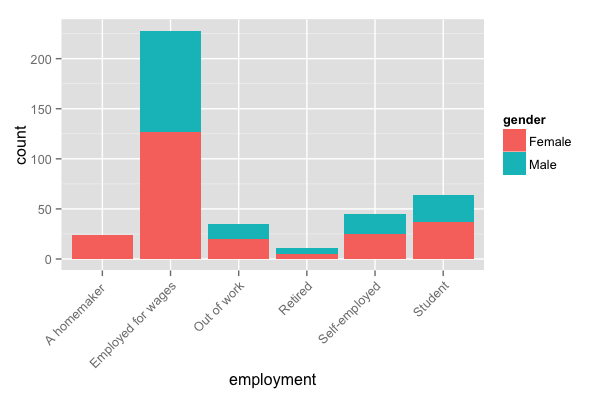 200
150
100
50
0
count
A homemaker
Employed for wages
Out of work
Retired
Self-employed
Student
employment
gender
Female
Male